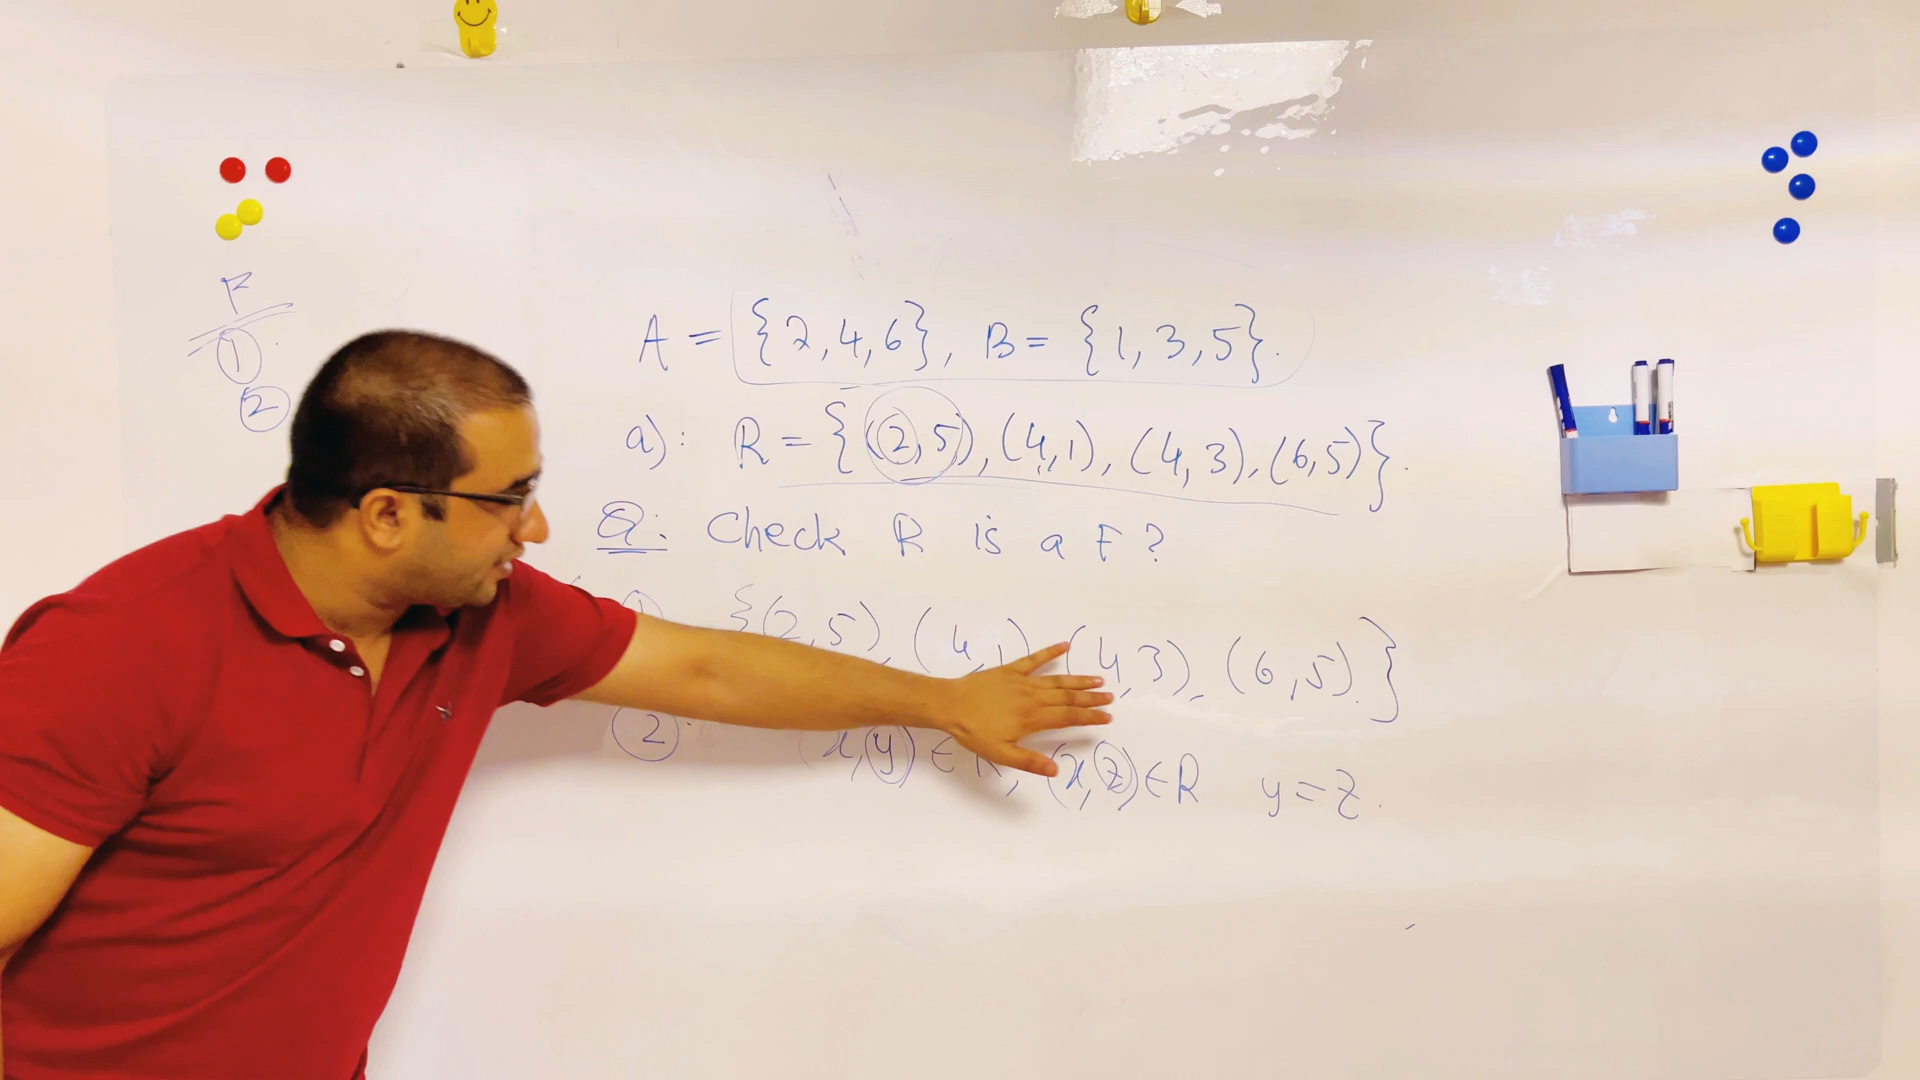 F
1
2
A = {2, 4, 6}, B = {1, 3, 5}.
a): R = {(2,5), (4,1), (4,3), (6,5)}.
Q: Check R is a F?
1 {(2,5), (4,1), (4,3), (6,5)}
2. (x,y) ∈ R, (x,z) ∈ R y = z.